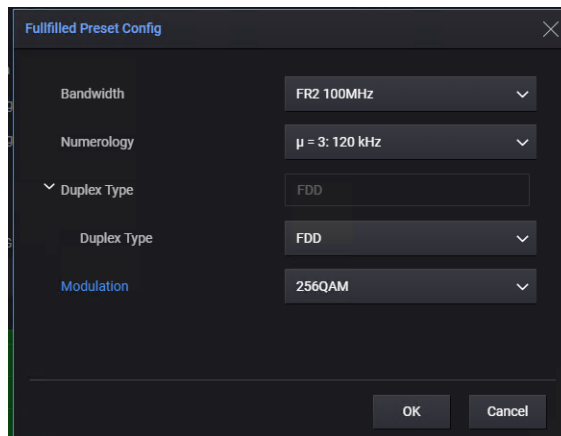 Fullfilled Preset Config
Bandwidth FR2 100MHz
Numerology μ = 3: 120 kHz
Duplex Type FDD
Duplex Type FDD
Modulation 256QAM
OK Cancel